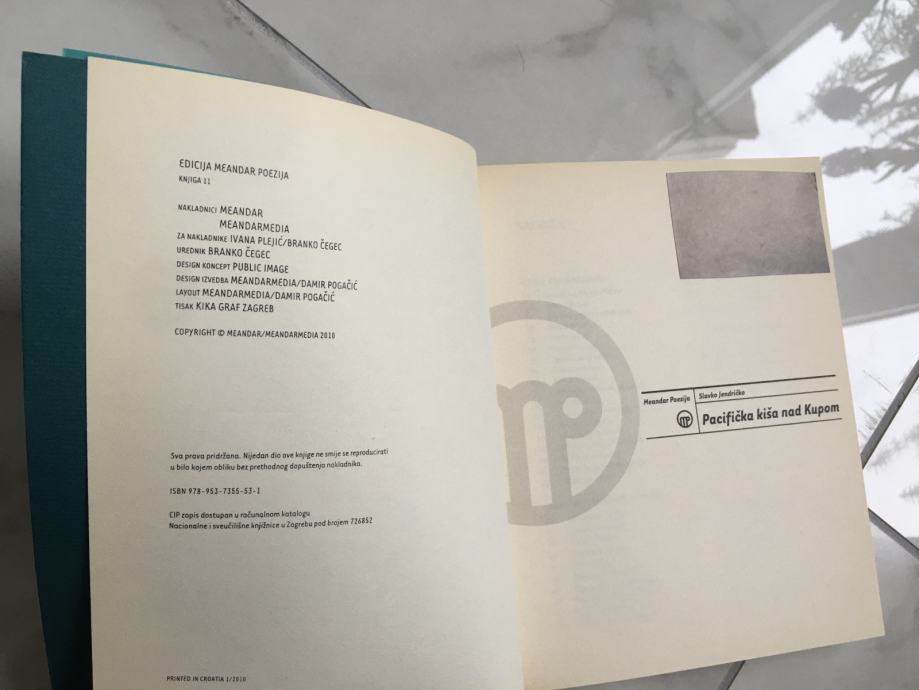 EDICIJA MEANDAR POEZIJA
KNJIGA 11
NAKLADNICI MEANDAR
MEANDARMEDIA
ZA NAKLADNIKE IVANA PLEJIĆ/BRANKO ČEGEC
UREDNIK BRANKO ČEGEC
DESIGN KONCEPT PUBLIC IMAGE
DESIGN IZVEDBA MEANDARMEDIA/DAMIR POGAČIĆ
LAYOUT MEANDARMEDIA/DAMIR POGAČIĆ
TISAK KIKA GRAF ZAGREB
COPYRIGHT © MEANDAR/MEANDARMEDIA 2010
Sva prava pridržana. Nijedan dio ove knjige ne smije se reproducirati
u bilo kojem obliku bez prethodnog dopuštenja nakladnika.
ISBN 978-953-7355-53-1
CIP zapis dostupan u računalnom katalogu
Nacionalne i sveučilišne knjižnice u Zagrebu pod brojem 726852
PRINTED IN CROATIA 1/2010
mp
Meandar Poezija
Slavko Jendričko
mp
Pacifička kiša nad Kupom